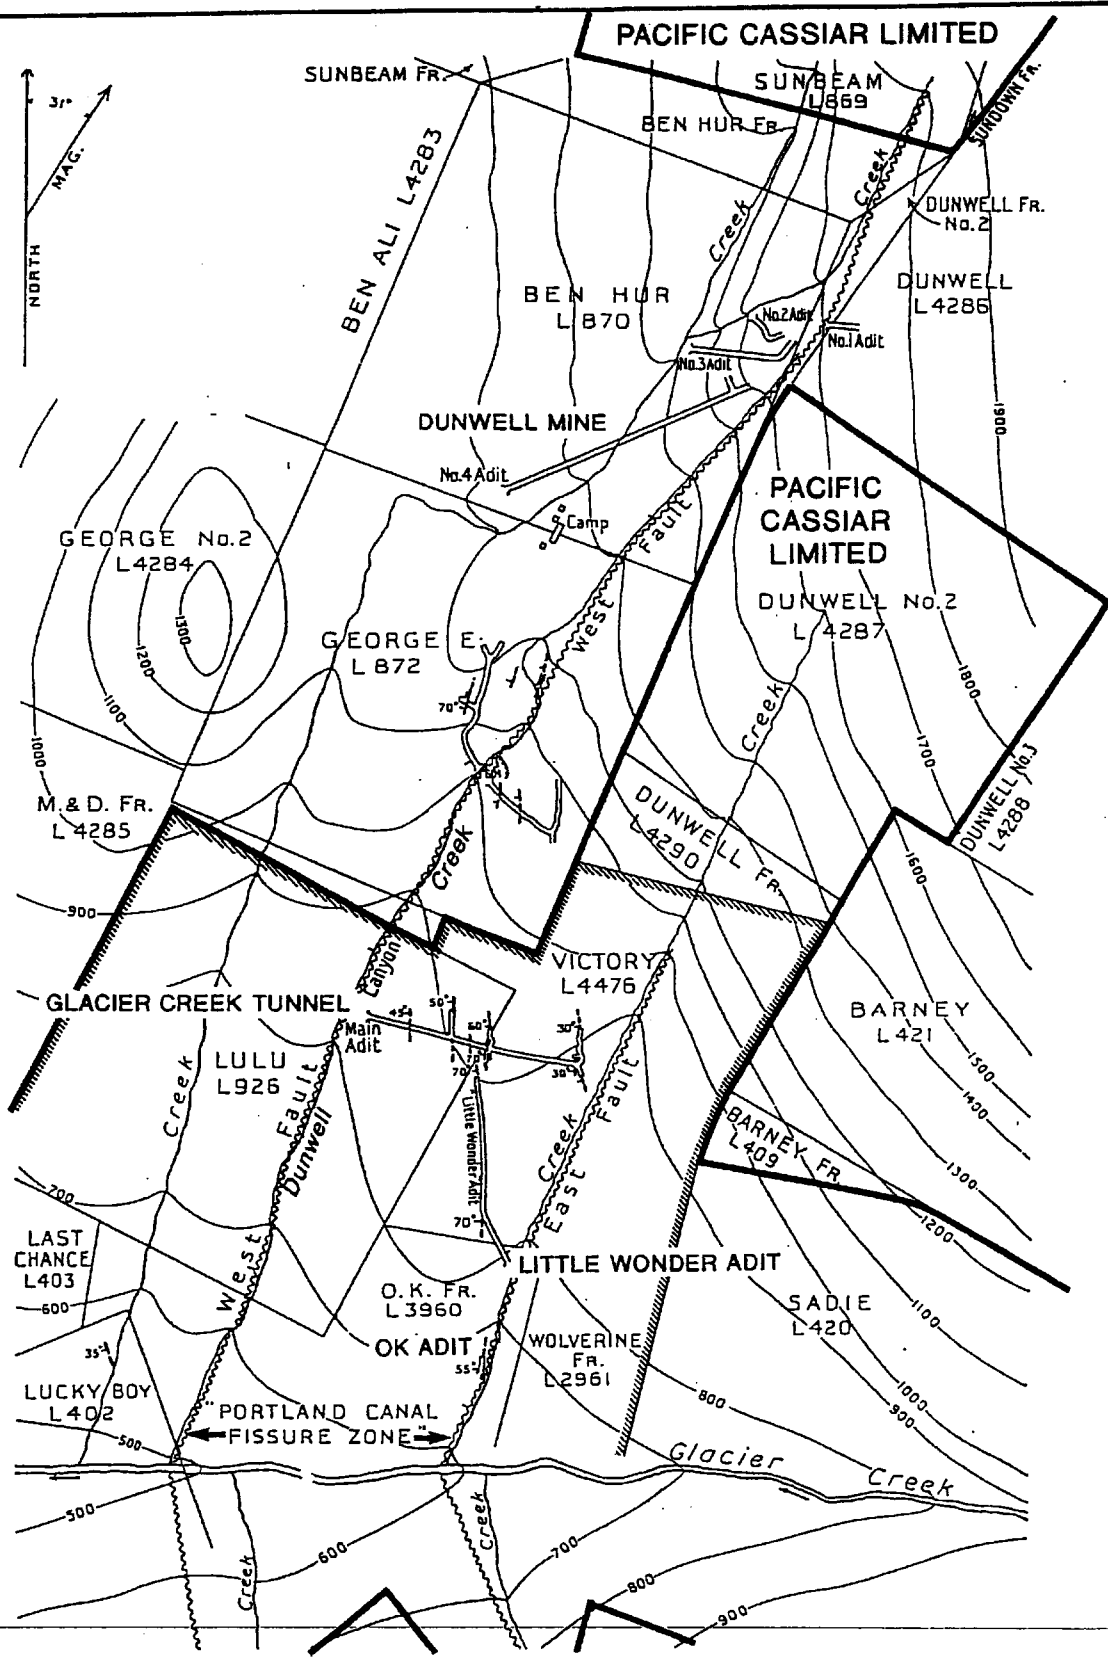 PACIFIC CASSIAR LIMITED
SUNBEAM FR.
SUNBEAM
L869
SUNDOWN FR.
31°
MAG.
NORTH
BEN HUR FR.
Creek
Creek
BEN ALI L4283
DUNWELL FR.
No.2
DUNWELL
L4286
BEN HUR
L 870
No.2 Adit
No.1 Adit
No.3 Adit
DUNWELL MINE
1900
No.4 Adit
PACIFIC
CASSIAR
LIMITED
Camp
West Fault
GEORGE No.2
L4284
1300
1200
1100
1000
DUNWELL No.2
L 4287
GEORGE E.
L 872
70°
1800
Creek
1700
DUNWELL No.3
L 4288
M. & D. FR.
L 4285
DUNWELL FR.
L4290
1600
Creek
900
Lanyon
VICTORY
L4476
GLACIER CREEK TUNNEL
Main
Adit
45°
50°
60°
70°
70°
30°
30°
BARNEY
L 421
1500
1400
LULU
L926
Creek
Fault
Dunwell
West
Little Wonder Adit
Creek
East Fault
BARNEY FR.
L409
1300
1200
700
70°
LAST
CHANCE
L403
LITTLE WONDER ADIT
O.K. FR.
L3960
SADIE
L420
1100
600
OK ADIT
WOLVERINE
FR.
L2961
35°
55°
LUCKY BOY
L402
"PORTLAND CANAL
FISSURE ZONE"
800
1000
900
500
Glacier Creek
500
Creek
Creek
600
700
800
900